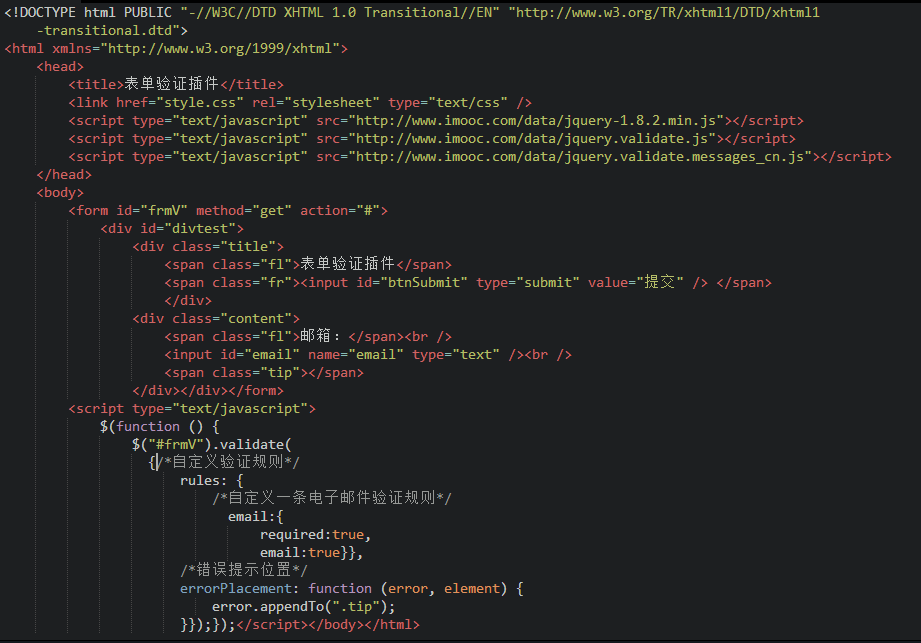 <!DOCTYPE html PUBLIC "-//W3C//DTD XHTML 1.0 Transitional//EN" "http://www.w3.org/TR/xhtml1/DTD/xhtml1
-transitional.dtd">
<html xmlns="http://www.w3.org/1999/xhtml">
<head>
<title>表单验证插件</title>
<link href="style.css" rel="stylesheet" type="text/css" />
<script type="text/javascript" src="http://www.imooc.com/data/jquery-1.8.2.min.js"></script>
<script type="text/javascript" src="http://www.imooc.com/data/jquery.validate.js"></script>
<script type="text/javascript" src="http://www.imooc.com/data/jquery.validate.messages_cn.js"></script>
</head>
<body>
<form id="frmV" method="get" action="#">
<div id="divtest">
<div class="title">
<span class="fl">表单验证插件</span>
<span class="fr"><input id="btnSubmit" type="submit" value="提交" /> </span>
</div>
<div class="content">
<span class="fl">邮箱：</span><br />
<input id="email" name="email" type="text" /><br />
<span class="tip"></span>
</div></div></form>
<script type="text/javascript">
$(function () {
$("#frmV").validate(
{/*自定义验证规则*/
rules: {
/*自定义一条电子邮件验证规则*/
email:{
required:true,
email:true}},
/*错误提示位置*/
errorPlacement: function (error, element) {
error.appendTo(".tip");
}});});</script></body></html>